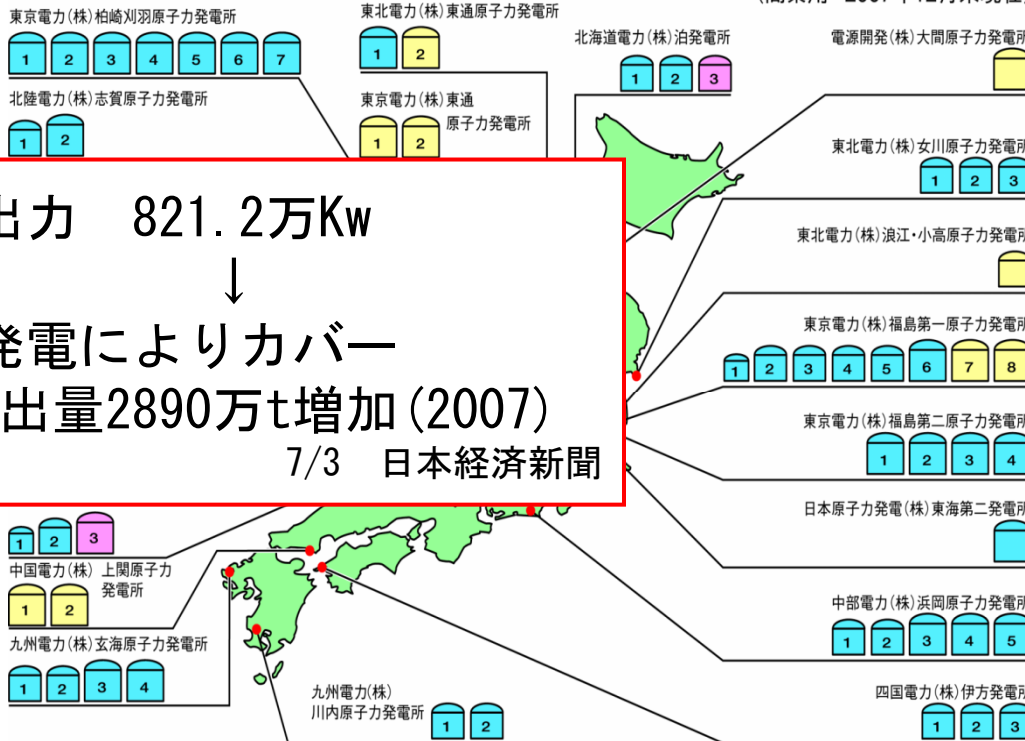 東京電力(株)柏崎刈羽原子力発電所
1 2 3 4 5 6 7
東北電力(株)東通原子力発電所
1 2
北海道電力(株)泊発電所
1 2 3
電源開発(株)大間原子力発電所
北陸電力(株)志賀原子力発電所
1 2
東京電力(株)東通
原子力発電所
1 2
東北電力(株)女川原子力発電所
1 2 3
出力 821.2万Kw
↓
発電によりカバー
出量2890万t増加(2007)
7/3 日本経済新聞
東北電力(株)浪江・小高原子力発電所
東京電力(株)福島第一原子力発電所
1 2 3 4 5 6 7 8
東京電力(株)福島第二原子力発電所
1 2 3 4
日本原子力発電(株)東海第二発電所
1 2 3
中国電力(株) 上関原子力
発電所
1 2
中部電力(株)浜岡原子力発電所
1 2 3 4 5
九州電力(株)玄海原子力発電所
1 2 3 4
九州電力(株)
川内原子力発電所
1 2
四国電力(株)伊方発電所
1 2 3